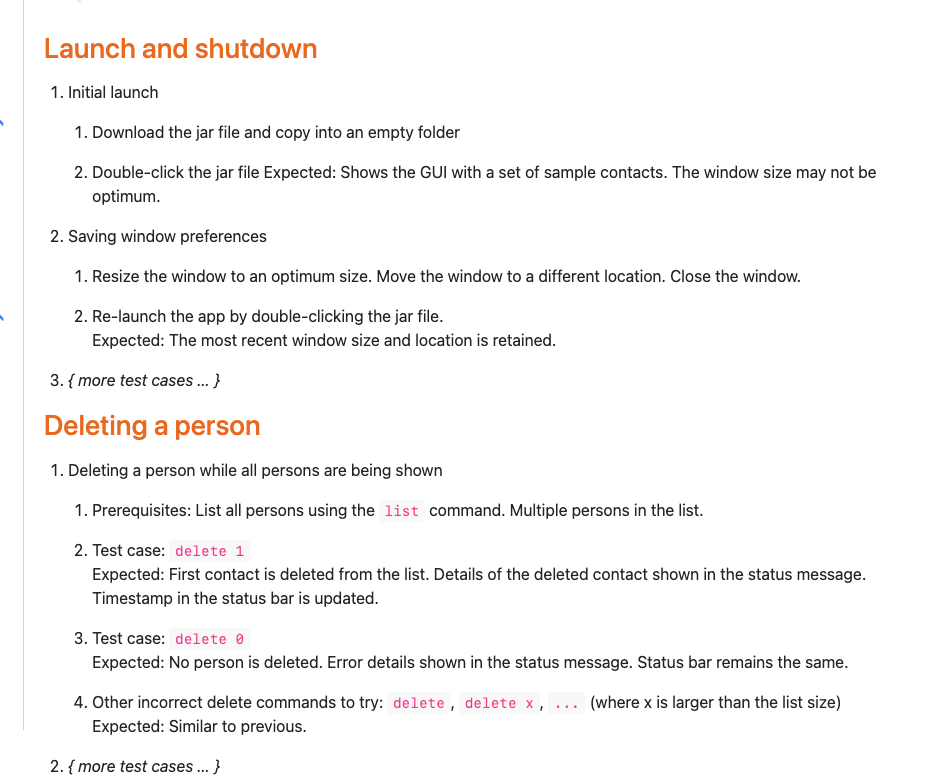 Launch and shutdown
1. Initial launch
1. Download the jar file and copy into an empty folder
2. Double-click the jar file Expected: Shows the GUI with a set of sample contacts. The window size may not be
optimum.
2. Saving window preferences
1. Resize the window to an optimum size. Move the window to a different location. Close the window.
2. Re-launch the app by double-clicking the jar file.
Expected: The most recent window size and location is retained.
3. { more test cases … }
Deleting a person
1. Deleting a person while all persons are being shown
1. Prerequisites: List all persons using the list command. Multiple persons in the list.
2. Test case: delete 1
Expected: First contact is deleted from the list. Details of the deleted contact shown in the status message.
Timestamp in the status bar is updated.
3. Test case: delete 0
Expected: No person is deleted. Error details shown in the status message. Status bar remains the same.
4. Other incorrect delete commands to try: delete, delete x, ... (where x is larger than the list size)
Expected: Similar to previous.
2. { more test cases … }